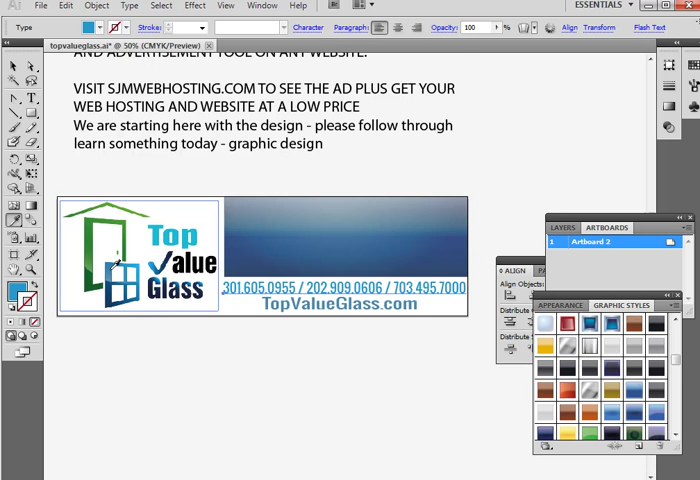 Ai File Edit Object Type Select Effect View Window Help ESSENTIALS
Type Stroke: Character Paragraph: Opacity: 100 % Align Transform Flash Text
topvalueglass.ai* @ 50% (CMYK/Preview)
AND ADVERTISEMENT TOOL ON ANY WEBSITE.
VISIT SJMWEBHOSTING.COM TO SEE THE AD PLUS GET YOUR
WEB HOSTING AND WEBSITE AT A LOW PRICE
We are starting here with the design - please follow through
learn something today - graphic design
Top
Value
Glass
301.605.0955 / 202.909.0606 / 703.495.7000
TopValueGlass.com
LAYERS ARTBOARDS
1 Artboard 2
ALIGN PA
Align Objects:
Distribute
Distribute
APPEARANCE GRAPHIC STYLES